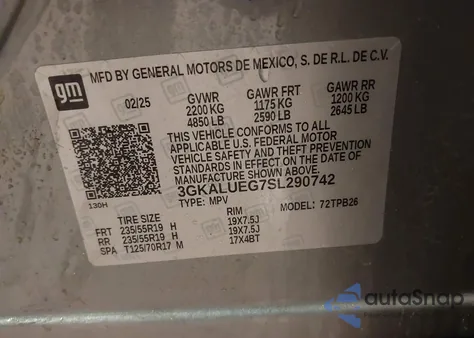 gm
MFD BY GENERAL MOTORS DE MEXICO, S. DE R.L. DE C.V.
02/25 GVWR GAWR FRT GAWR RR
2200 KG 1175 KG 1200 KG
4850 LB 2590 LB 2645 LB
THIS VEHICLE CONFORMS TO ALL
APPLICABLE U.S. FEDERAL MOTOR
VEHICLE SAFETY, BUMPER, AND THEFT PREVENTION
STANDARDS IN EFFECT ON THE DATE OF
MANUFACTURE SHOWN ABOVE.
3GKALUEG7SL290742
130H
TYPE: MPV MODEL: 72TPB26
TIRE SIZE RIM
FRT 235/55R19 H 19X7.5J
RR 235/55R19 H 19X7.5J
SPA T125/70R17 M 17X4BT
autoSnap